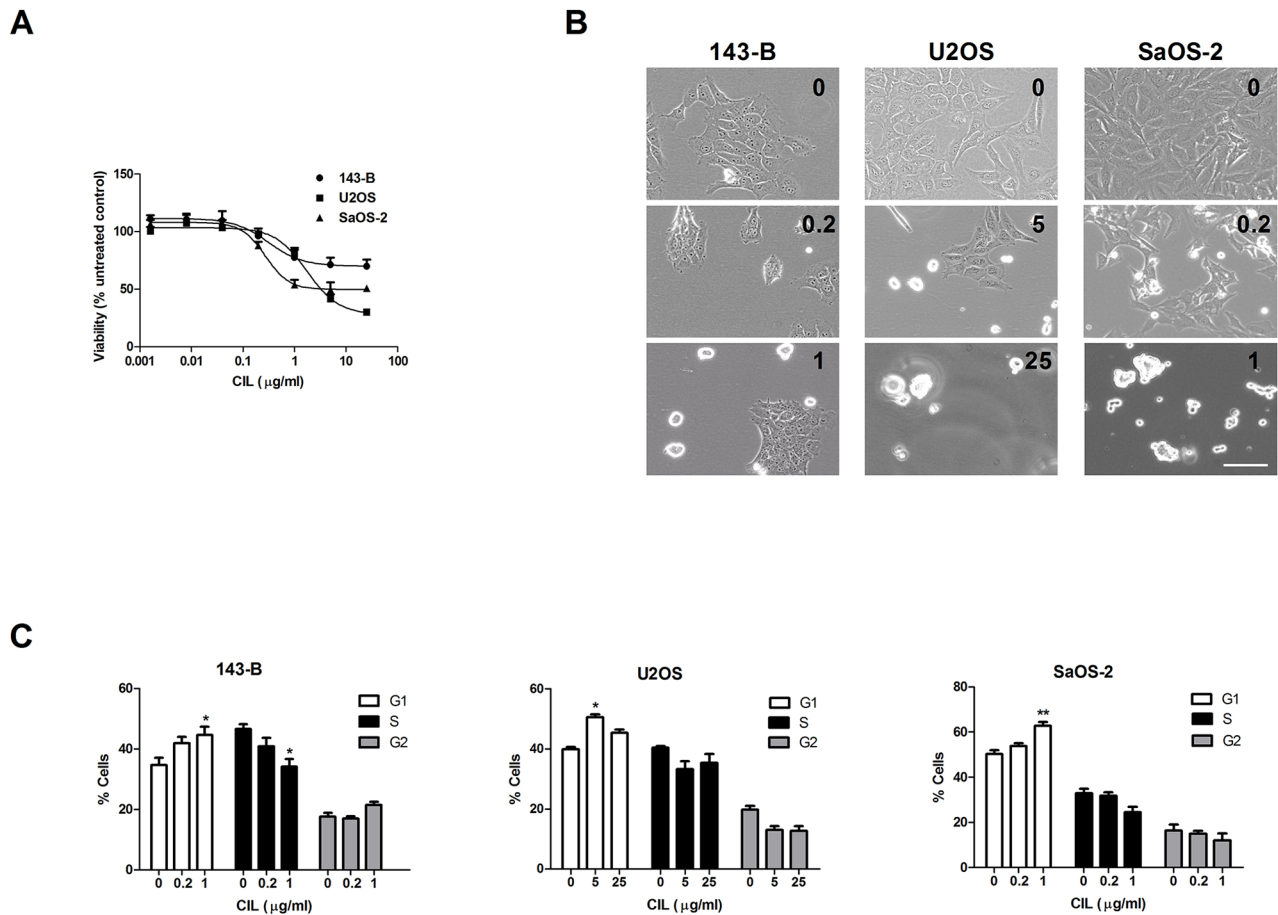 A
B
143-B
U2OS
SaOS-2
0
0
0
0.2
5
0.2
1
25
1
150
100
50
0
Viability (% untreated control)
143-B
U2OS
SaOS-2
0.001
0.01
0.1
1
10
100
CIL ( μg/ml)
C
143-B
60
40
20
0
% Cells
*
*
G1
S
G2
0 0.2 1 0 0.2 1 0 0.2 1
CIL ( μg/ml)
U2OS
60
40
20
0
% Cells
*
G1
S
G2
0 5 25 0 5 25 0 5 25
CIL ( μg/ml)
SaOS-2
80
60
40
20
0
% Cells
**
G1
S
G2
0 0.2 1 0 0.2 1 0 0.2 1
CIL ( μg/ml)